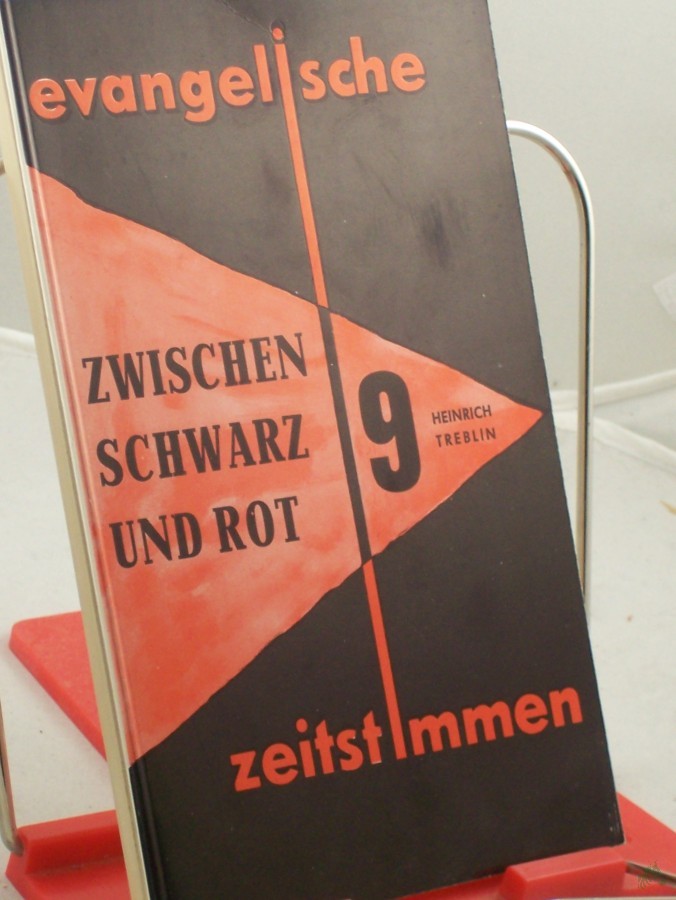 evangelische
ZWISCHEN
SCHWARZ
UND ROT
9
HEINRICH
TREBLIN
zeitstimmen